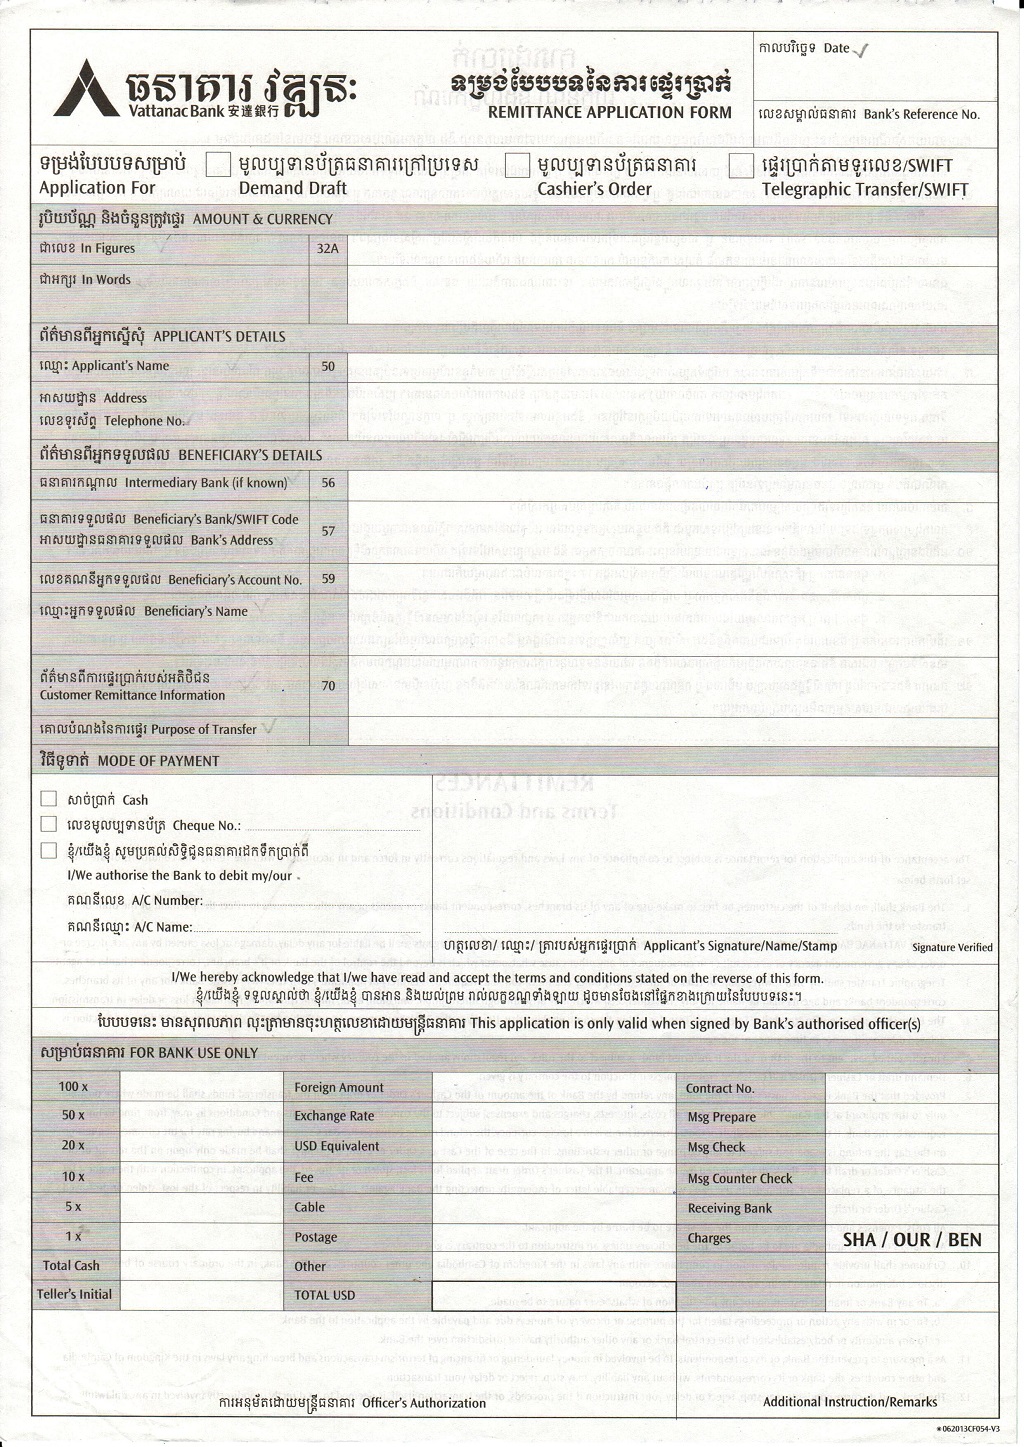 ធនាគារ វឌ្ឍនៈ
Vattanac Bank 安達銀行
ទម្រង់បែបបទនៃការផ្ទេរប្រាក់
REMITTANCE APPLICATION FORM
កាលបរិច្ឆេទ Date
លេខសម្គាល់ធនាគារ Bank's Reference No.
ទម្រង់បែបបទសម្រាប់ មូលប្បទានប័ត្រធនាគារក្រៅប្រទេស មូលប្បទានប័ត្រធនាគារ ផ្ទេរប្រាក់តាមទូរលេខ/SWIFT
Application For Demand Draft Cashier's Order Telegraphic Transfer/SWIFT
រូបិយប័ណ្ណ និងចំនួនត្រូវផ្ទេរ AMOUNT & CURRENCY
ជាលេខ In Figures 32A
ជាអក្សរ In Words
ព័ត៌មានពីអ្នកស្នើសុំ APPLICANT'S DETAILS
ឈ្មោះ Applicant's Name 50
អាសយដ្ឋាន Address
លេខទូរស័ព្ទ Telephone No.
ព័ត៌មានពីអ្នកទទួលផល BENEFICIARY'S DETAILS
ធនាគារកណ្តាល Intermediary Bank (if known) 56
ធនាគារទទួលផល Beneficiary's Bank/SWIFT Code
57
អាសយដ្ឋានធនាគារទទួលផល Bank's Address
លេខគណនីអ្នកទទួលផល Beneficiary's Account No. 59
ឈ្មោះអ្នកទទួលផល Beneficiary's Name
ព័ត៌មានពីការផ្ទេរប្រាក់របស់អតិថិជន
Customer Remittance Information 70
គោលបំណងនៃការផ្ទេរ Purpose of Transfer
វិធីទូទាត់ MODE OF PAYMENT
សាច់ប្រាក់ Cash
លេខមូលប្បទានប័ត្រ Cheque No.:
ខ្ញុំ/យើងខ្ញុំ សូមប្រគល់សិទ្ធិជូនធនាគារដកទឹកប្រាក់ពី
I/We authorise the Bank to debit my/our
គណនីលេខ A/C Number:
គណនីឈ្មោះ A/C Name:
ហត្ថលេខា/ ឈ្មោះ/ ត្រារបស់អ្នកផ្ទេរប្រាក់ Applicant's Signature/Name/Stamp Signature Verified
I/We hereby acknowledge that I/we have read and accept the terms and conditions stated on the reverse of this form.
ខ្ញុំ/យើងខ្ញុំ ទទួលស្គាល់ថា ខ្ញុំ/យើងខ្ញុំ បានអាន និងយល់ព្រម រាល់លក្ខខណ្ឌទាំងឡាយ ដូចមានចែងនៅផ្នែកខាងក្រោយនៃបែបបទនេះ។
បែបបទនេះ មានសុពលភាព លុះត្រាមានចុះហត្ថលេខាដោយមន្ត្រីធនាគារ This application is only valid when signed by Bank's authorised officer(s)
សម្រាប់ធនាគារ FOR BANK USE ONLY
100 x Foreign Amount Contract No.
50 x Exchange Rate Msg Prepare
20 x USD Equivalent Msg Check
10 x Fee Msg Counter Check
5 x Cable Receiving Bank
1 x Postage Charges SHA / OUR / BEN
Total Cash Other
Teller's Initial TOTAL USD
ការអនុម័តដោយមន្ត្រីធនាគារ Officer's Authorization Additional Instruction/Remarks
*062013CF054-V3